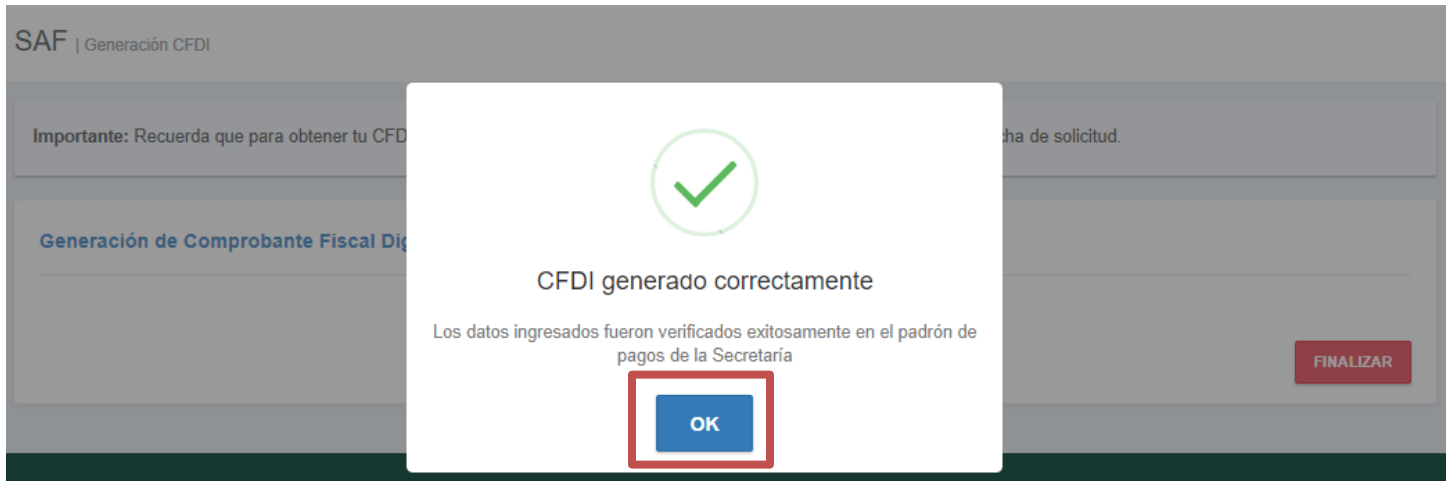 SAF | Generación CFDI
Importante: Recuerda que para obtener tu CFD
ha de solicitud.
Generación de Comprobante Fiscal Dig
CFDI generado correctamente
Los datos ingresados fueron verificados exitosamente en el padrón de
pagos de la Secretaría
FINALIZAR
OK